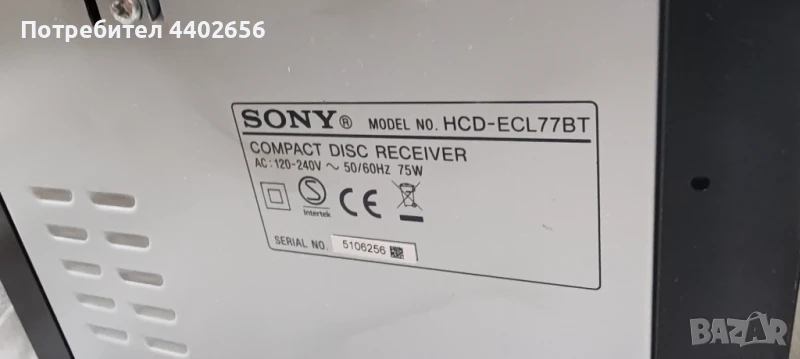 Потребител 4402656
SONY® MODEL NO. HCD-ECL77BT
COMPACT DISC RECEIVER
AC:120-240V ~ 50/60HZ 75W
S
Intertek
CE
SERIAL NO. 5106256
BAZAR